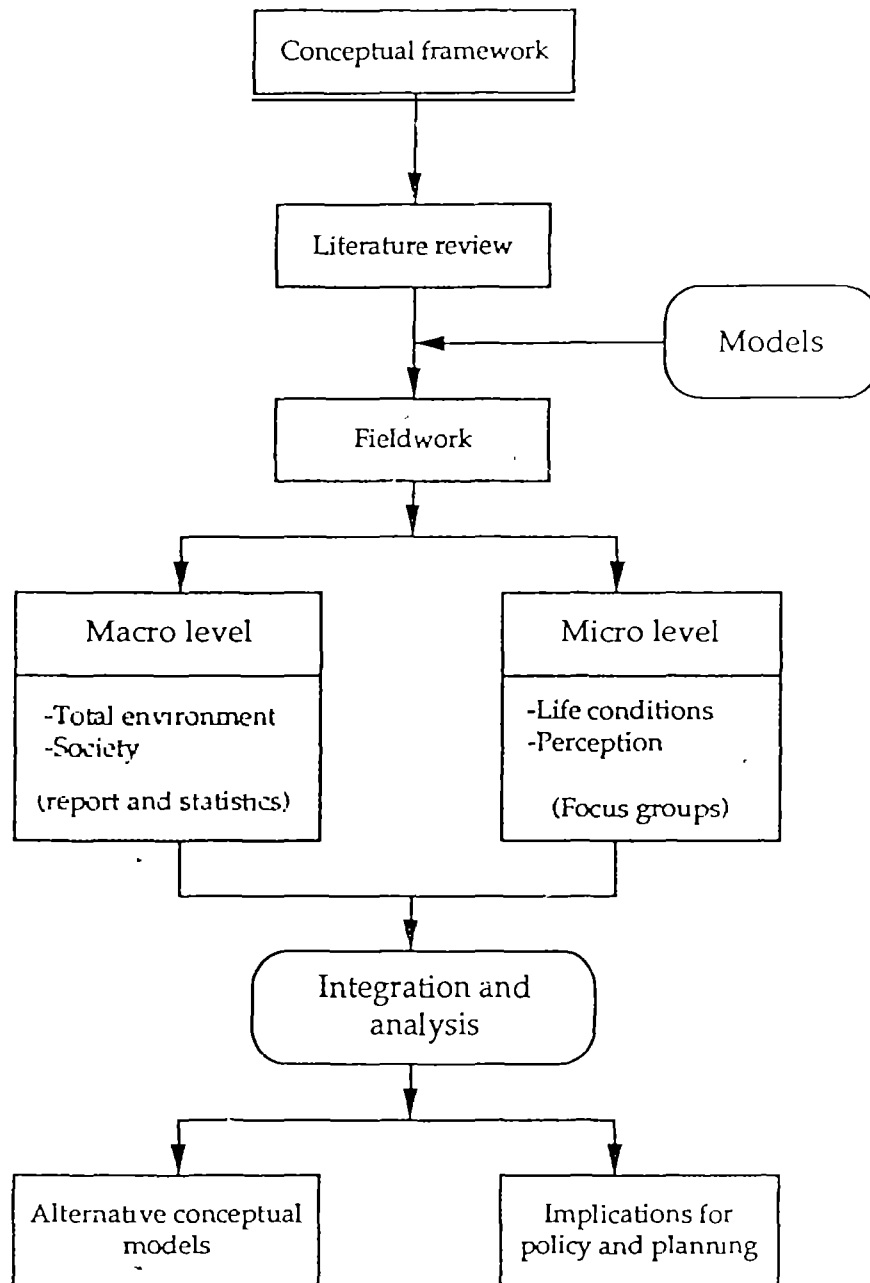 Conceptual framework
Literature review
Models
Fieldwork
Macro level
-Total environment
-Society
(report and statistics)
Micro level
-Life conditions
-Perception
(Focus groups)
Integration and
analysis
Alternative conceptual
models
Implications for
policy and planning